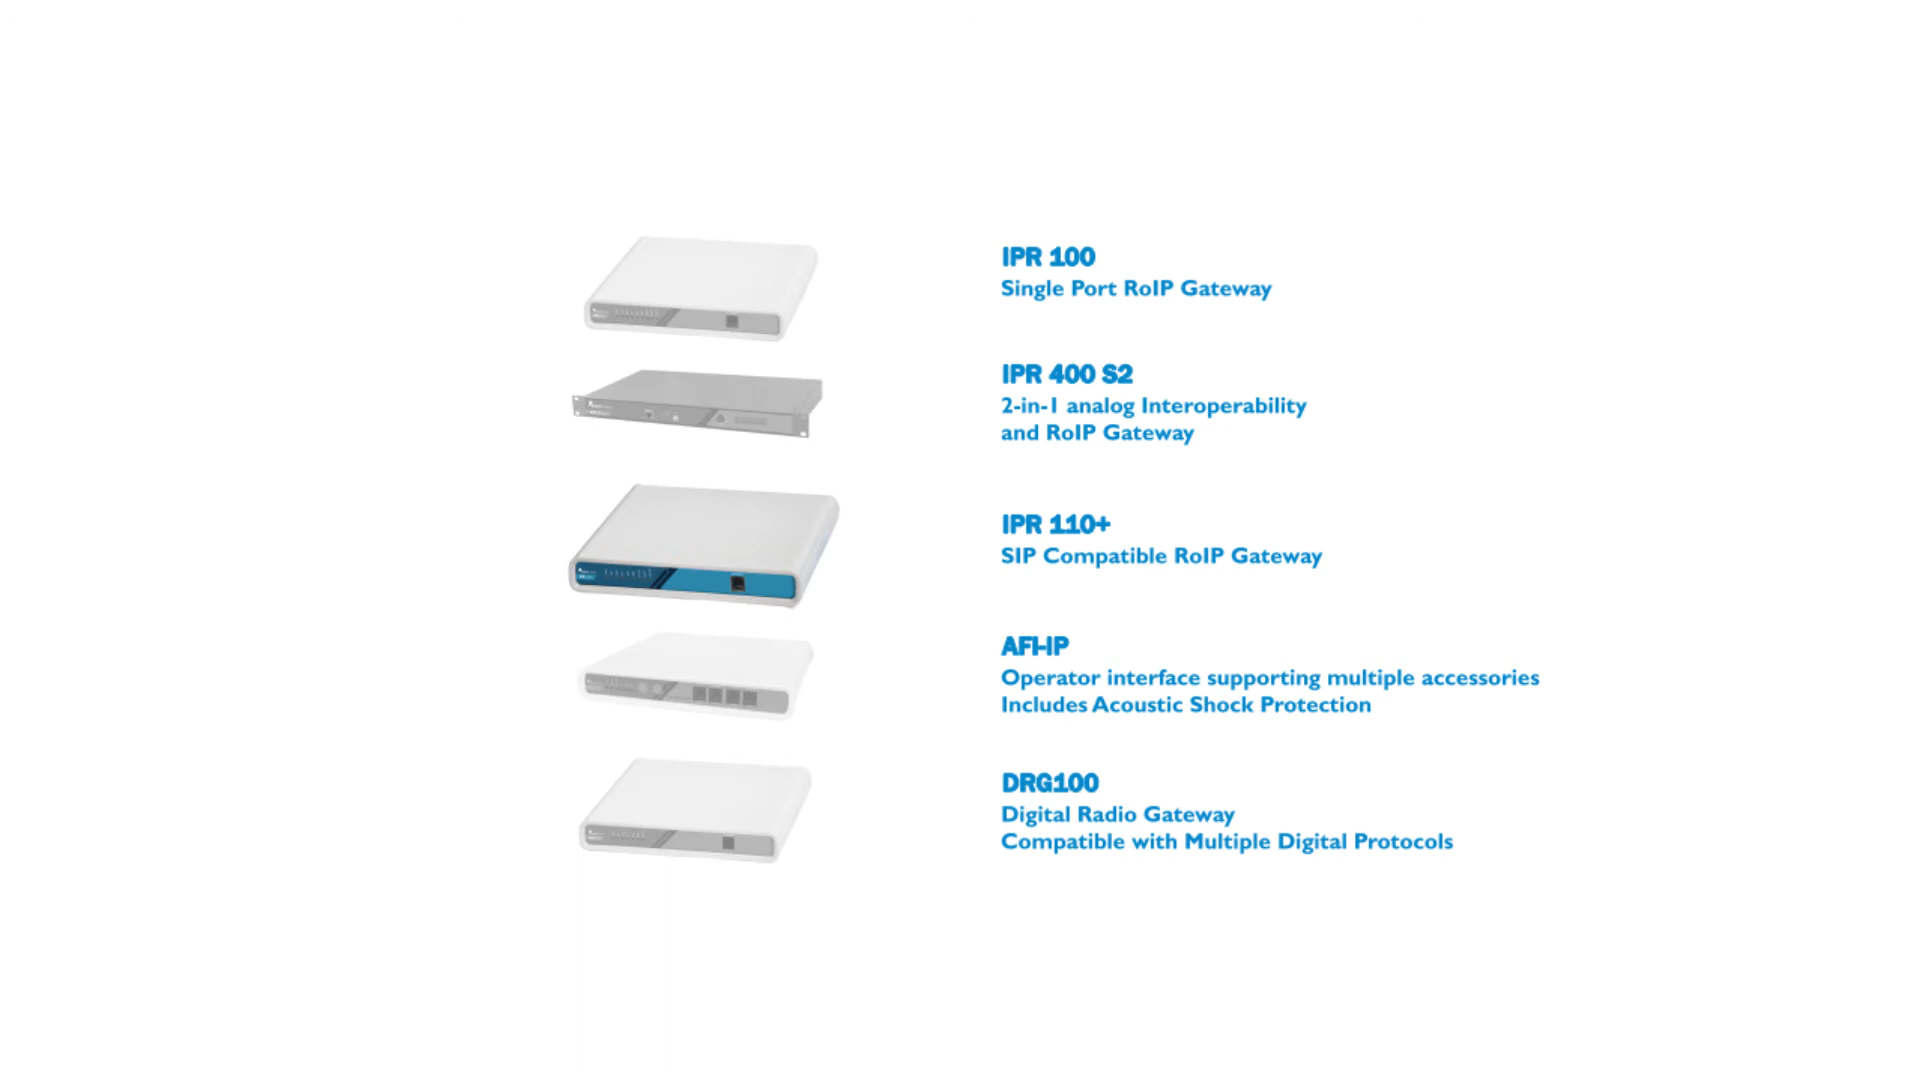 IPR 100
Single Port RoIP Gateway
IPR 400 S2
2-in-1 analog Interoperability
and RoIP Gateway
IPR 110+
SIP Compatible RoIP Gateway
AFI-IP
Operator interface supporting multiple accessories
Includes Acoustic Shock Protection
DRG100
Digital Radio Gateway
Compatible with Multiple Digital Protocols